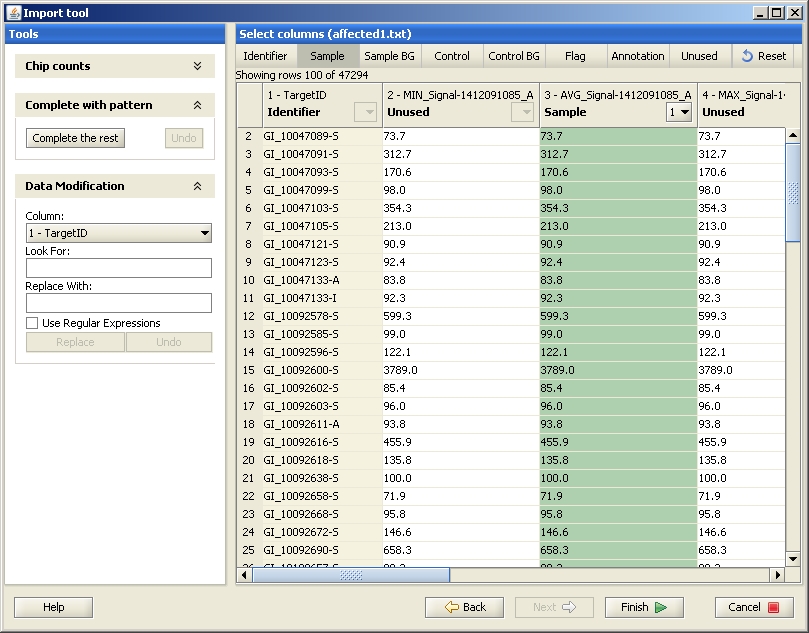 Import tool
Tools
Chip counts
Complete with pattern
Complete the rest Undo
Data Modification
Column:
1 - TargetID
Look For:
Replace With:
Use Regular Expressions
Replace Undo
Select columns (affected1.txt)
Identifier Sample Sample BG Control Control BG Flag Annotation Unused Reset
Showing rows 100 of 47294
1 - TargetID 2 - MIN_Signal-1412091085_A 3 - AVG_Signal-1412091085_A 4 - MAX_Signal-1
Identifier Unused Sample 1 Unused
2 GI_10047089-S 73.7 73.7 73.7
3 GI_10047091-S 312.7 312.7 312.7
4 GI_10047093-S 170.6 170.6 170.6
5 GI_10047099-S 98.0 98.0 98.0
6 GI_10047103-S 354.3 354.3 354.3
7 GI_10047105-S 213.0 213.0 213.0
8 GI_10047121-S 90.9 90.9 90.9
9 GI_10047123-S 92.4 92.4 92.4
10 GI_10047133-A 83.8 83.8 83.8
11 GI_10047133-I 92.3 92.3 92.3
12 GI_10092578-S 599.3 599.3 599.3
13 GI_10092585-S 99.0 99.0 99.0
14 GI_10092596-S 122.1 122.1 122.1
15 GI_10092600-S 3789.0 3789.0 3789.0
16 GI_10092602-S 85.4 85.4 85.4
17 GI_10092603-S 96.0 96.0 96.0
18 GI_10092611-A 93.8 93.8 93.8
19 GI_10092616-S 455.9 455.9 455.9
20 GI_10092618-S 135.8 135.8 135.8
21 GI_10092638-S 100.0 100.0 100.0
22 GI_10092658-S 71.9 71.9 71.9
23 GI_10092668-S 95.8 95.8 95.8
24 GI_10092672-S 146.6 146.6 146.6
25 GI_10092690-S 658.3 658.3 658.3
Help Back Next Finish Cancel